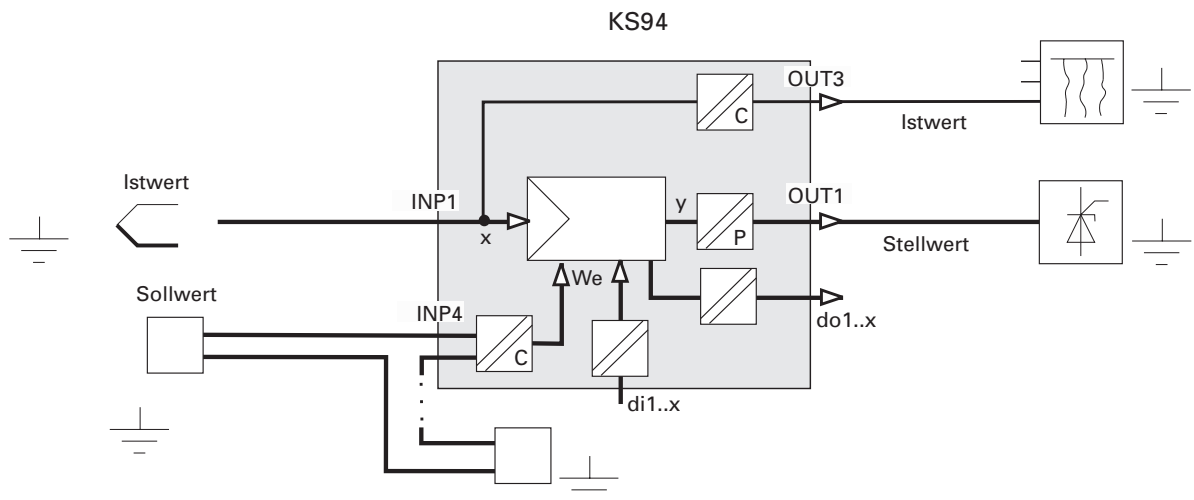 KS94
OUT3
C
Istwert
Istwert
INP1
x
y
OUT1
P
Stellwert
We
Sollwert
INP4
C
do1..x
di1..x